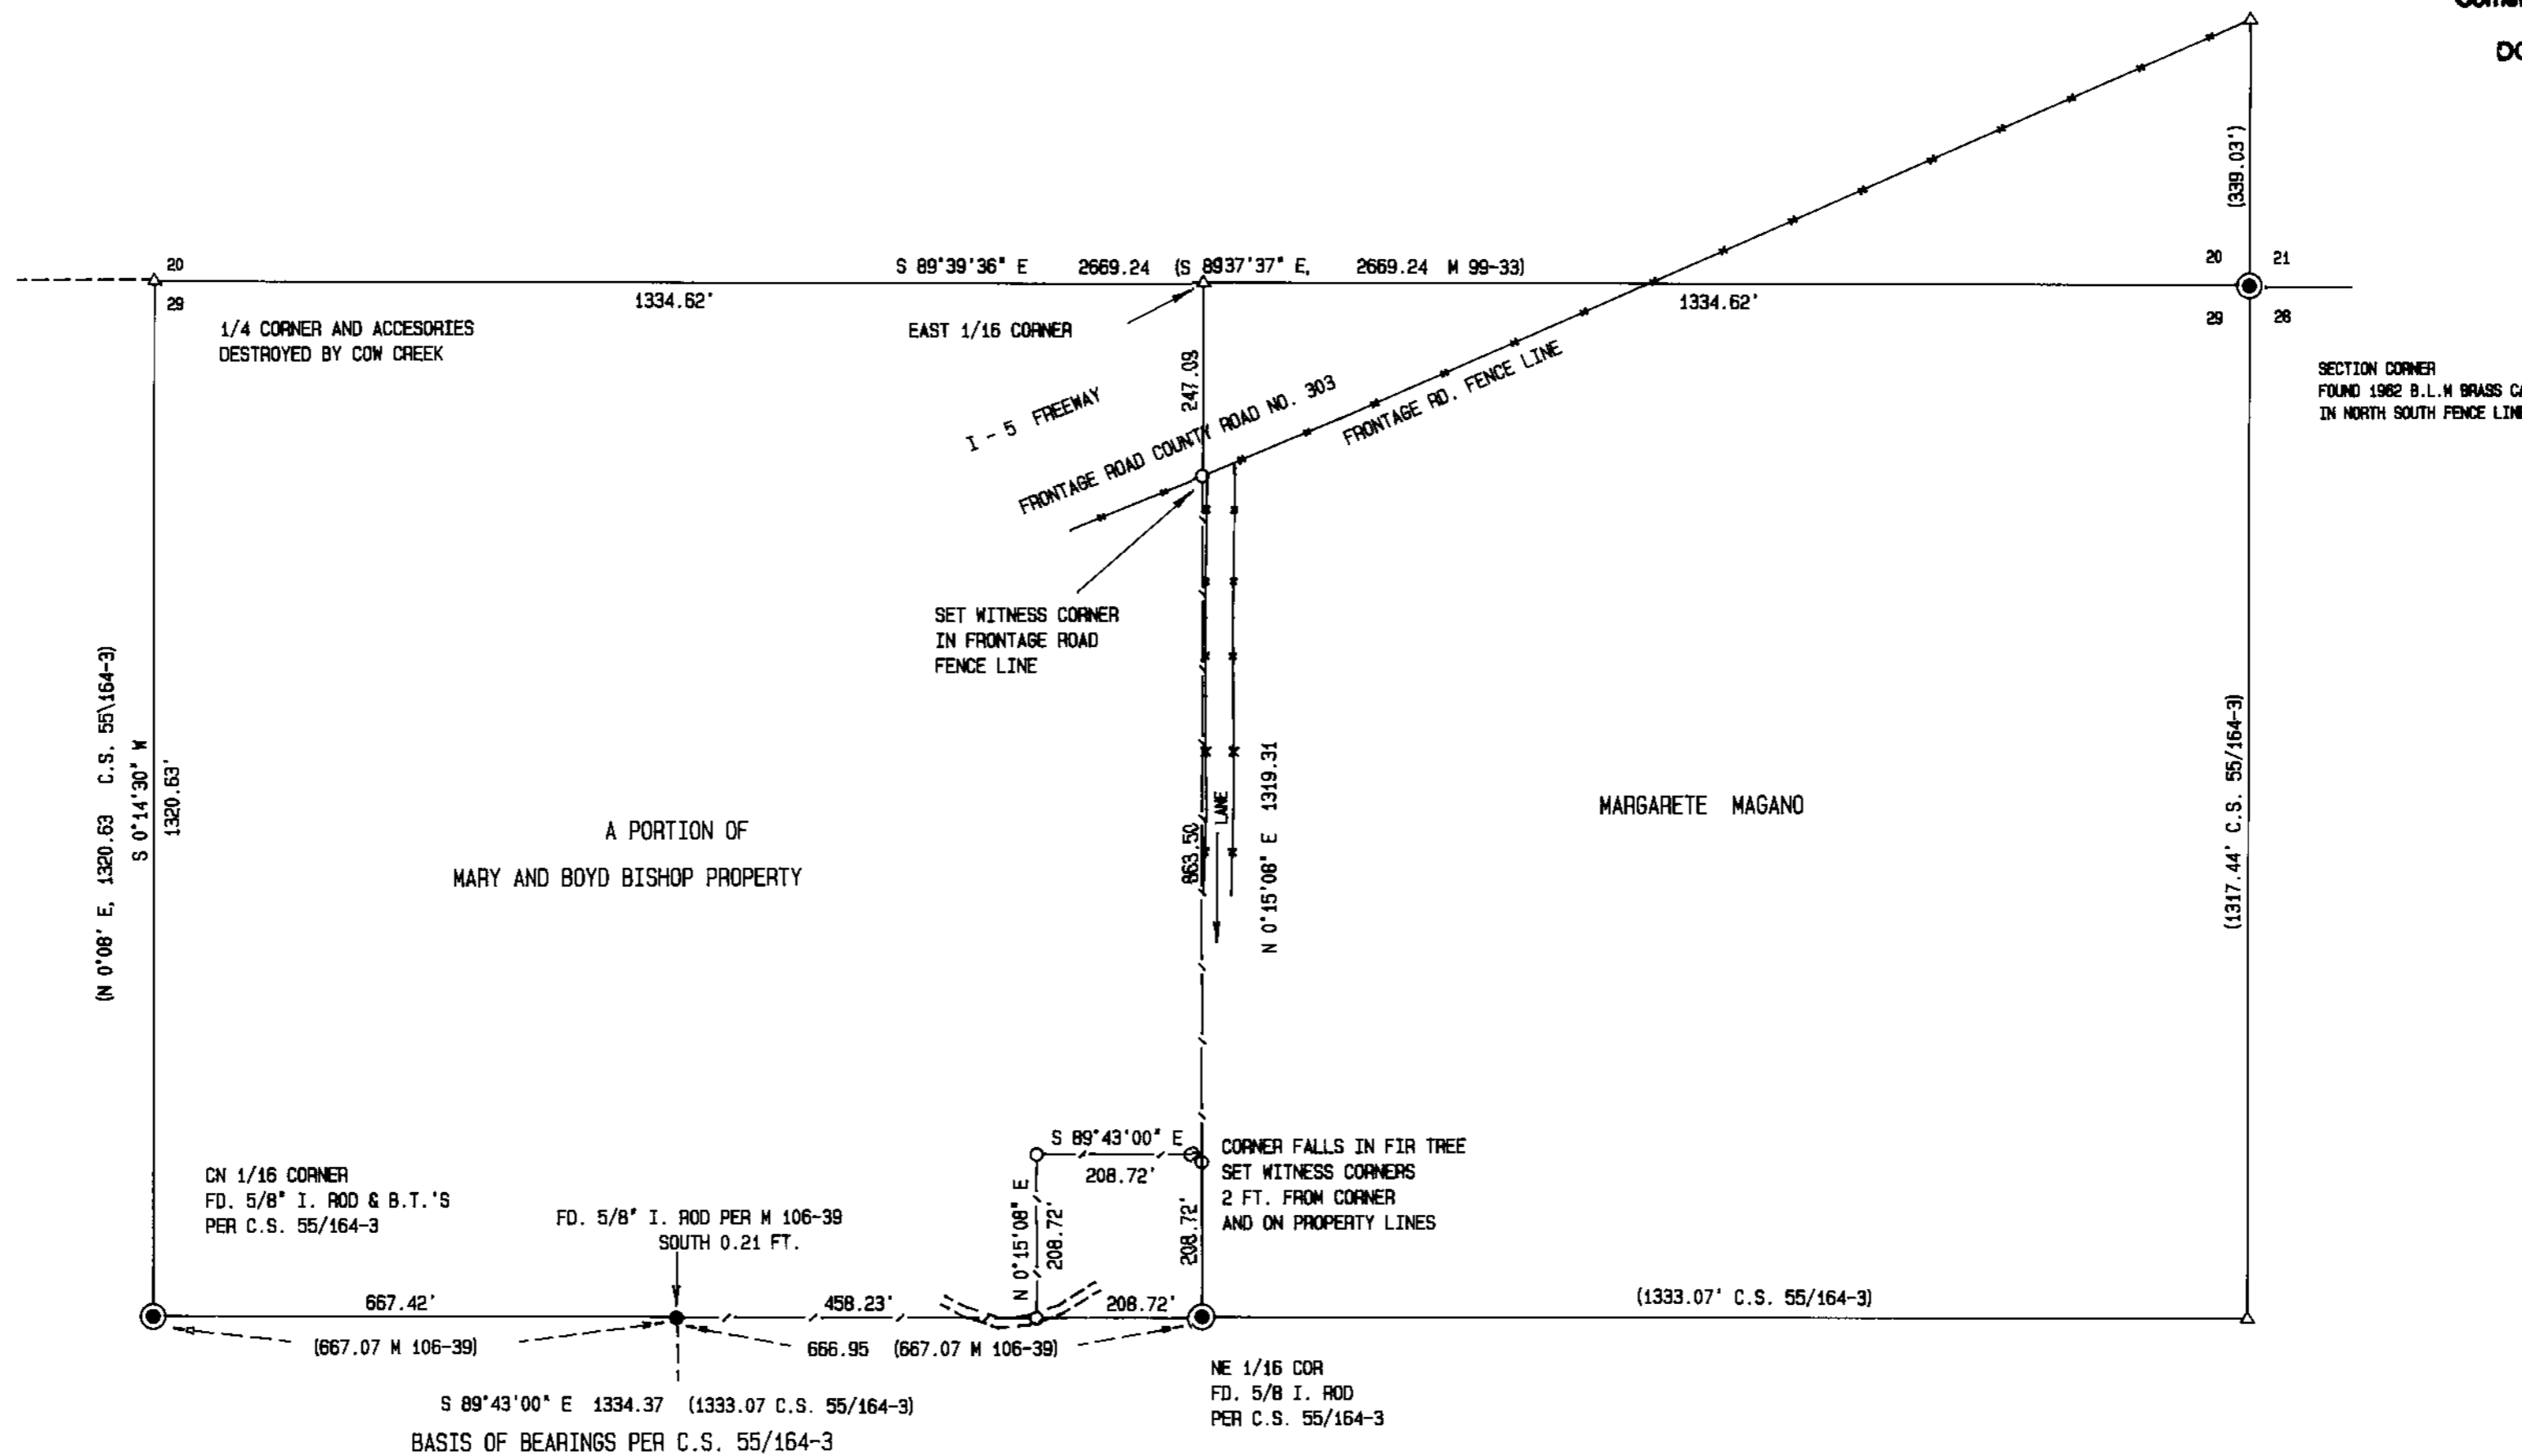 DC
(339.03')
20
S 89°39'36" E 2669.24 (S 8937'37" E, 2669.24 M 99-33)
20 21
29
1334.62'
1334.62'
29 28
1/4 CORNER AND ACCESORIES
DESTROYED BY COW CREEK
EAST 1/16 CORNER
247.09
SECTION CORNER
FOUND 1962 B.L.M BRASS
IN NORTH SOUTH FENCE
I - 5 FREEWAY
FRONTAGE ROAD COUNTY ROAD NO. 303
FRONTAGE RD. FENCE LINE
SET WITNESS CORNER
IN FRONTAGE ROAD
FENCE LINE
(N 0°08' E, 1320.63 C.S. 55\164-3)
S 0°14'30" W
1320.63'
863.50
LANE
N 0°15'08" E 1319.31
(1317.44' C.S. 55/164-3)
A PORTION OF
MARY AND BOYD BISHOP PROPERTY
MARGARETE MAGANO
S 89°43'00" E
208.72'
CORNER FALLS IN FIR TREE
SET WITNESS CORNERS
2 FT. FROM CORNER
AND ON PROPERTY LINES
N 0°15'08" E
208.72'
208.72'
CN 1/16 CORNER
FD. 5/8" I. ROD & B.T.'S
PER C.S. 55/164-3
FD. 5/8" I. ROD PER M 106-39
SOUTH 0.21 FT.
667.42'
458.23'
208.72'
(1333.07' C.S. 55/164-3)
(667.07 M 106-39)
666.95 (667.07 M 106-39)
NE 1/16 COR
FD. 5/8 I. ROD
PER C.S. 55/164-3
S 89°43'00" E 1334.37 (1333.07 C.S. 55/164-3)
BASIS OF BEARINGS PER C.S. 55/164-3